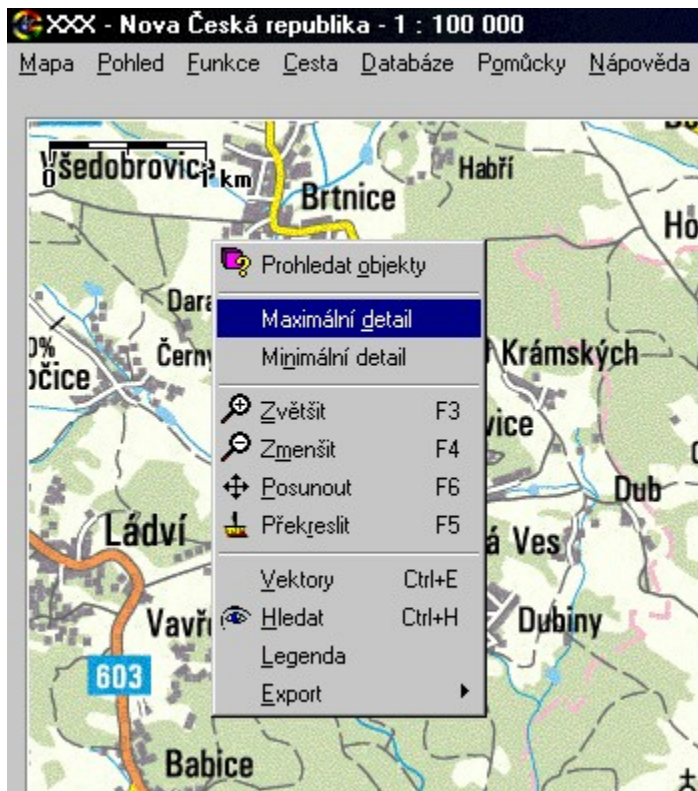 XXX - Nova Česká republika - 1 : 100 000
Mapa Pohled Funkce Cesta Databáze Pomůcky Nápověda
Všedobrovice
0 1 km
Habří
Brtnice
Prohledat objekty
Maximální detail
Krámských
Minimální detail
Zvětšit F3
Zmenšit F4
Dub
Posunout F6
Ládví
Překreslit F5
Ves
Vektory Ctrl+E
Hledat Ctrl+H
Dubiny
Legenda
603
Export
Babice